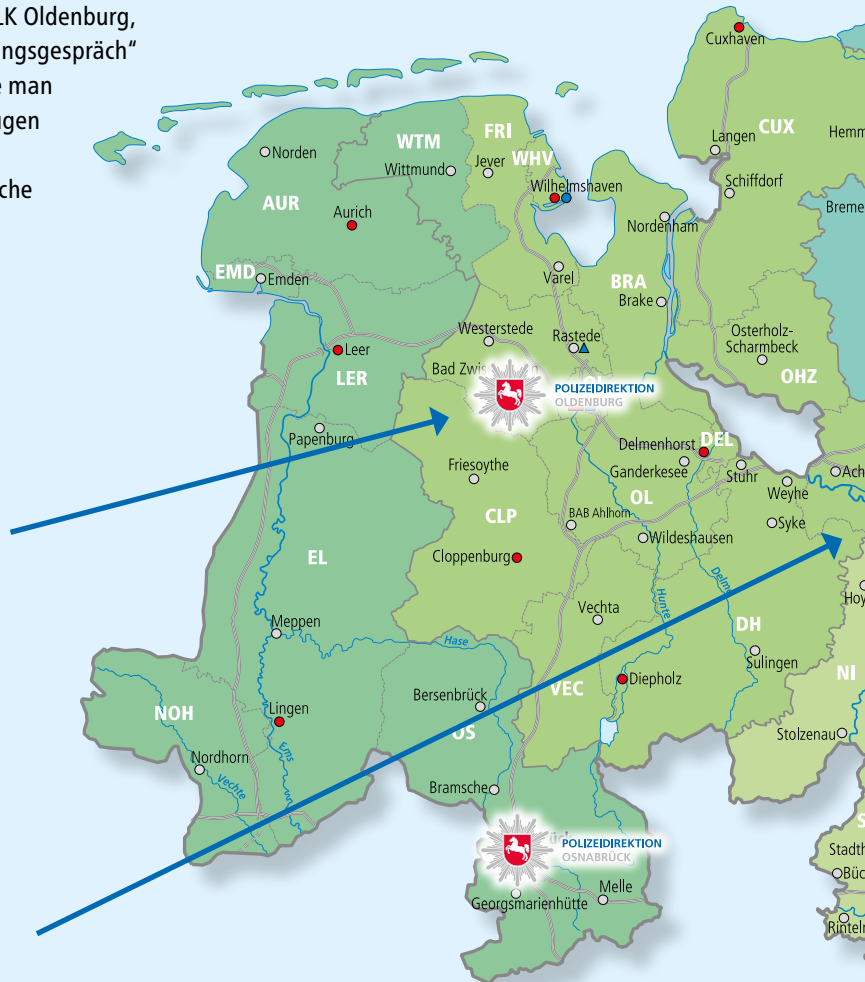 LK Oldenburg,
ngsgespräch“
e man
ugen
che
Cuxhaven
CUX
Langen
Hemm
Schiffdorf
Breme
WTM
FRI
WHV
Norden
Wittmund
Jever
Wilhelmshaven
AUR
Aurich
Nordenham
EMD
Emden
Varel
BRA
Brake
Westerstede
Rastede
Osterholz-
Scharmbeck
OHZ
Leer
LER
Bad Zwis
POLIZEIDIREKTION
OLDENBURG
Papenburg
Delmenhorst
DEL
Ganderkesee
Stuhr
Ach
Weyhe
Friesoythe
OL
CLP
BAB Ahlhorn
Syke
Wildeshausen
EL
Cloppenburg
Delme
Hunte
Hoy
Vechta
Meppen
Hase
DH
Sulingen
NI
VEC
Diepholz
Bersenbrück
NOH
Lingen
OS
Stolzenau
Ems
Nordhorn
Vechte
Bramsche
POLIZEIDIREKTION
OSNABRÜCK
Stadth
Büc
Melle
Georgsmarienhütte
Rinteln